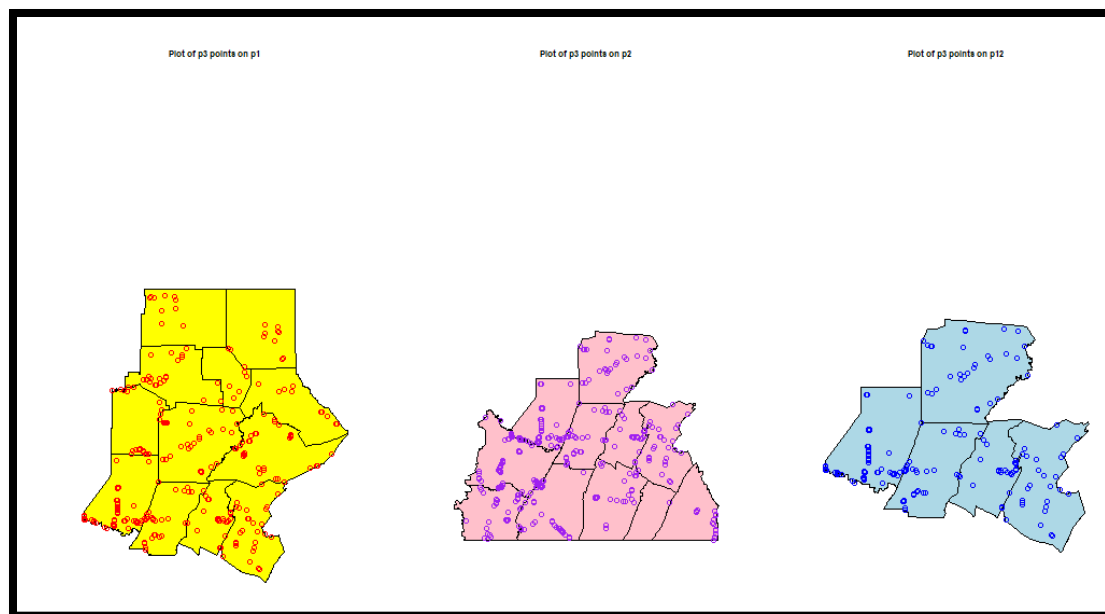 Plot of p3 points on p1
Plot of p3 points on p2
Plot of p3 points on p12